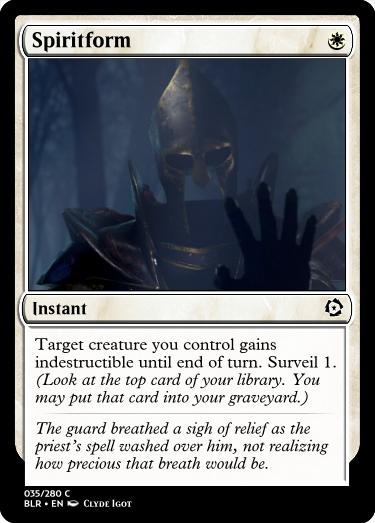 Spiritform
Instant
Target creature you control gains
indestructible until end of turn. Surveil 1.
(Look at the top card of your library. You
may put that card into your graveyard.)
The guard breathed a sigh of relief as the
priest's spell washed over him, not realizing
how precious that breath would be.
035/280 C
BLR • EN Clyde Igot